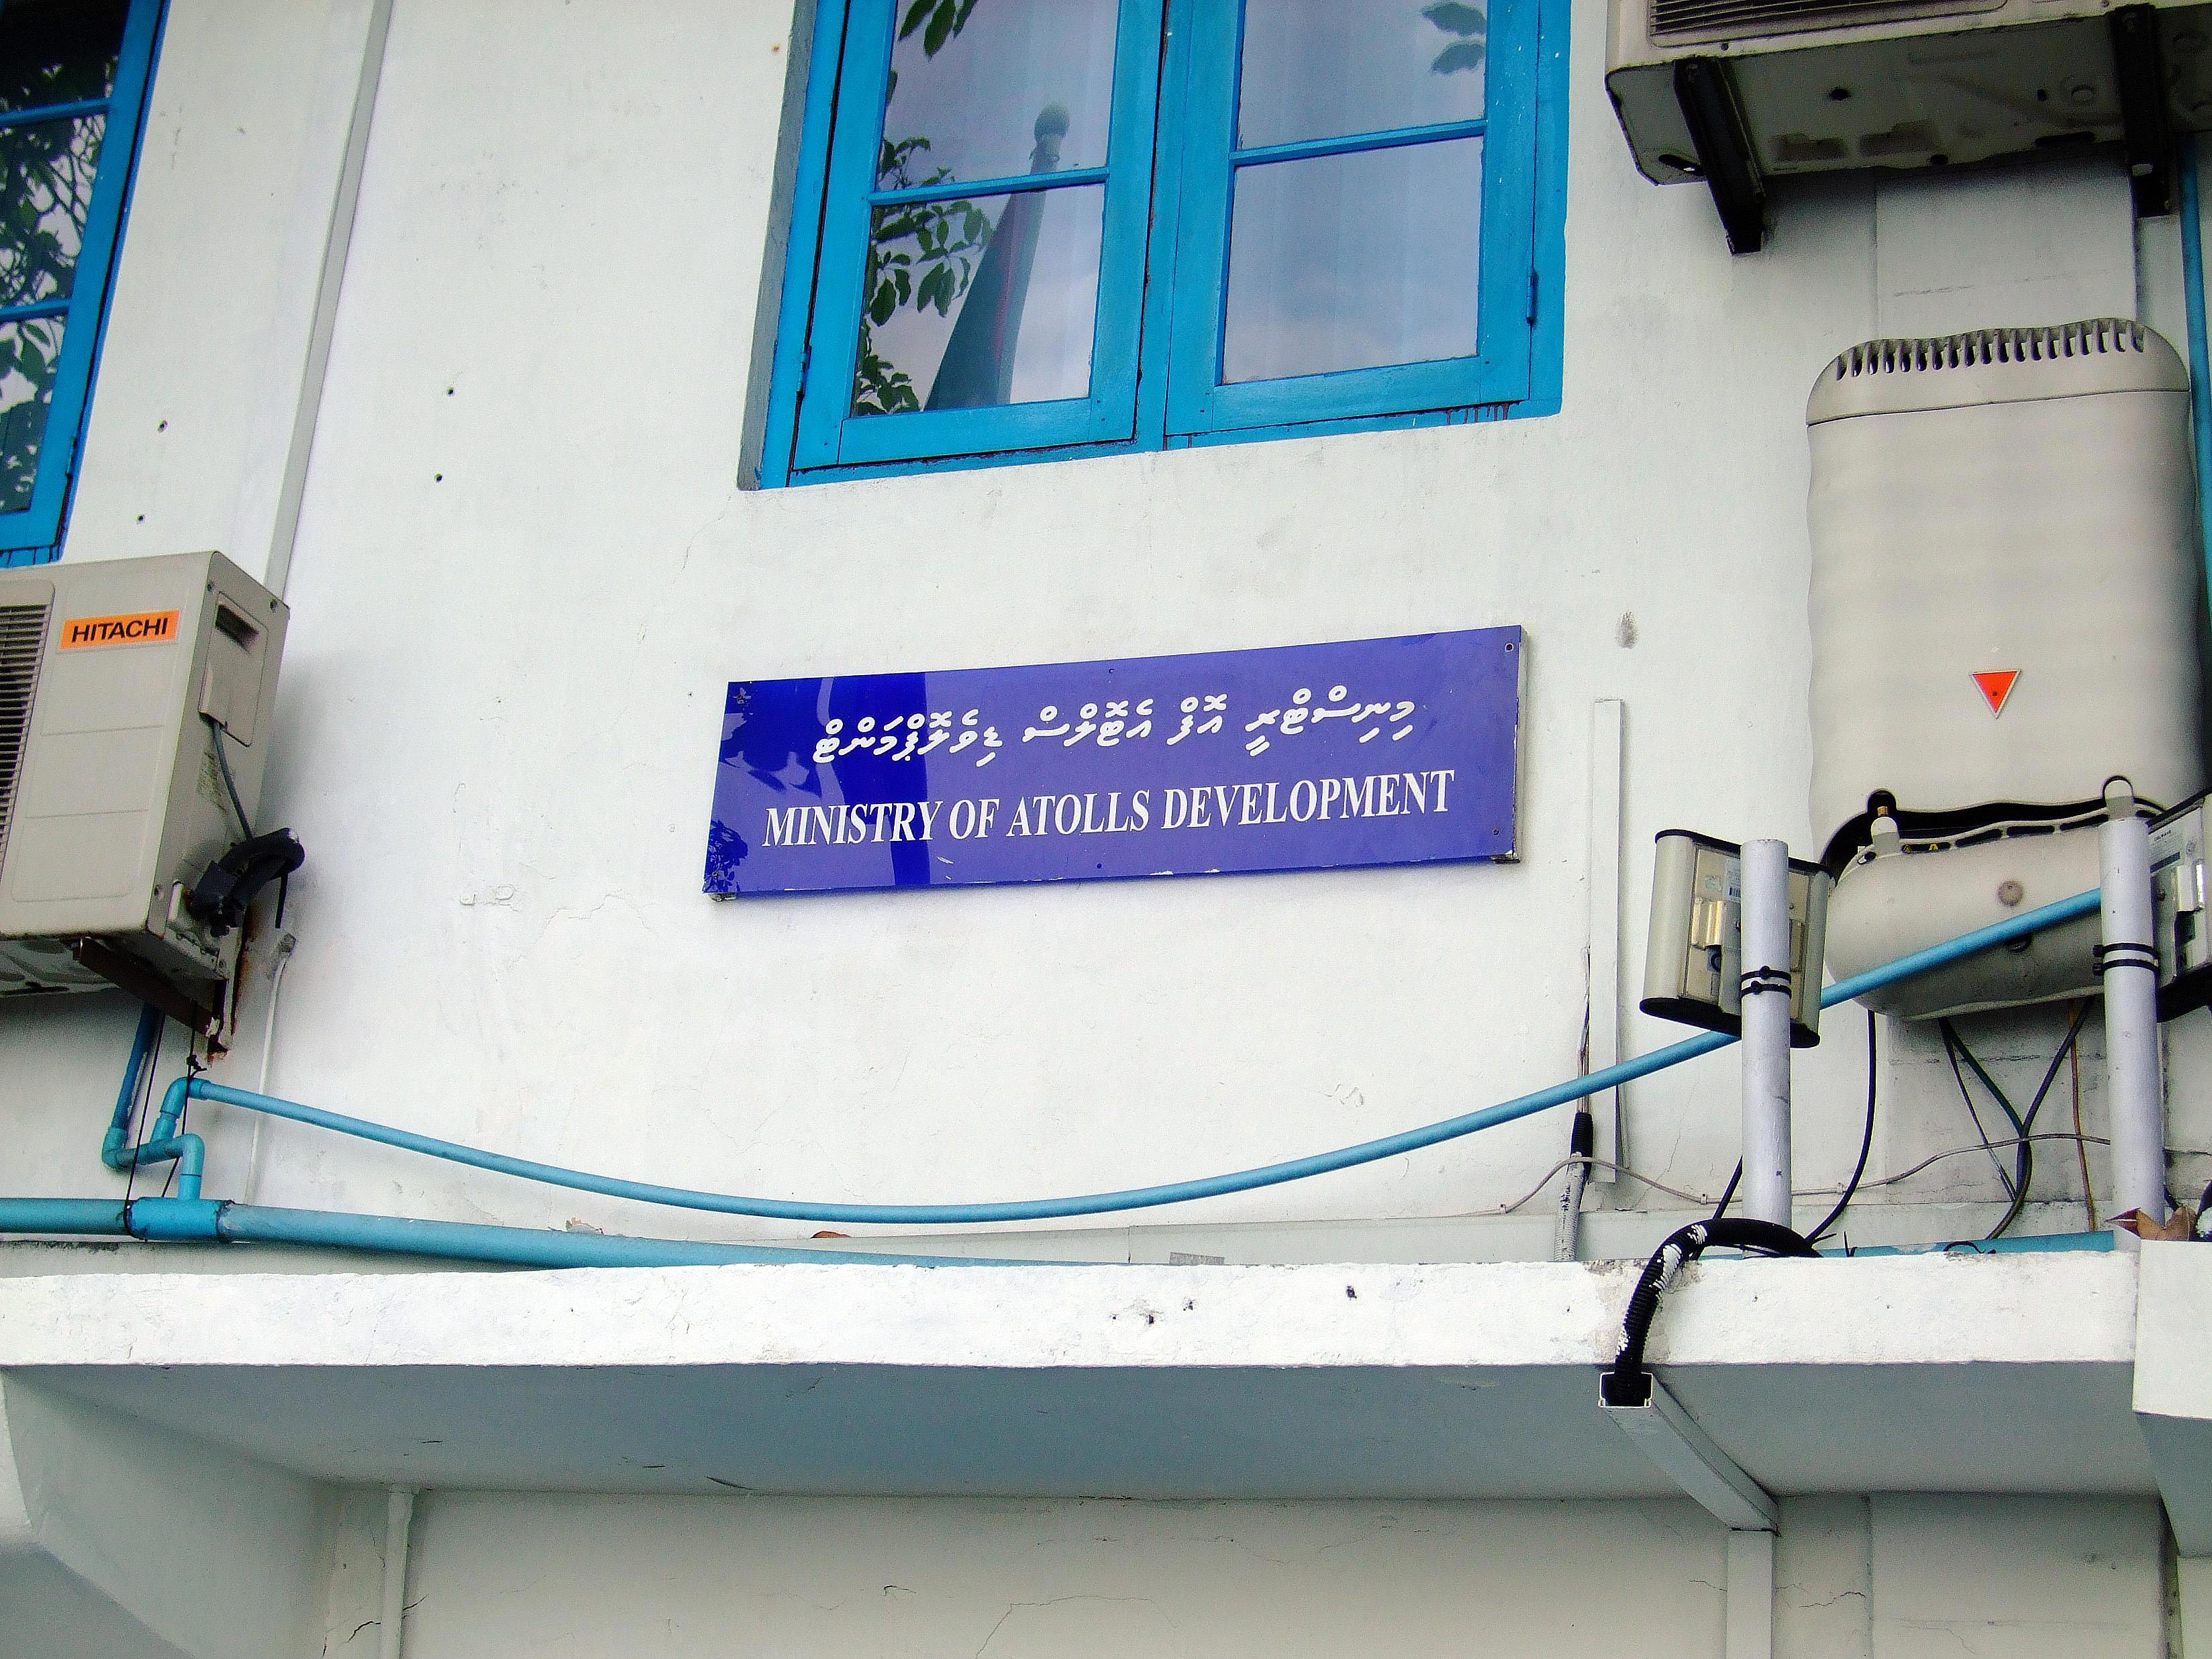 މިނިސްޓްރީ އޮފް އެޓޮލްސް ޑިވެލޮޕްމަންޓް
MINISTRY OF ATOLLS DEVELOPMENT
HITACHI